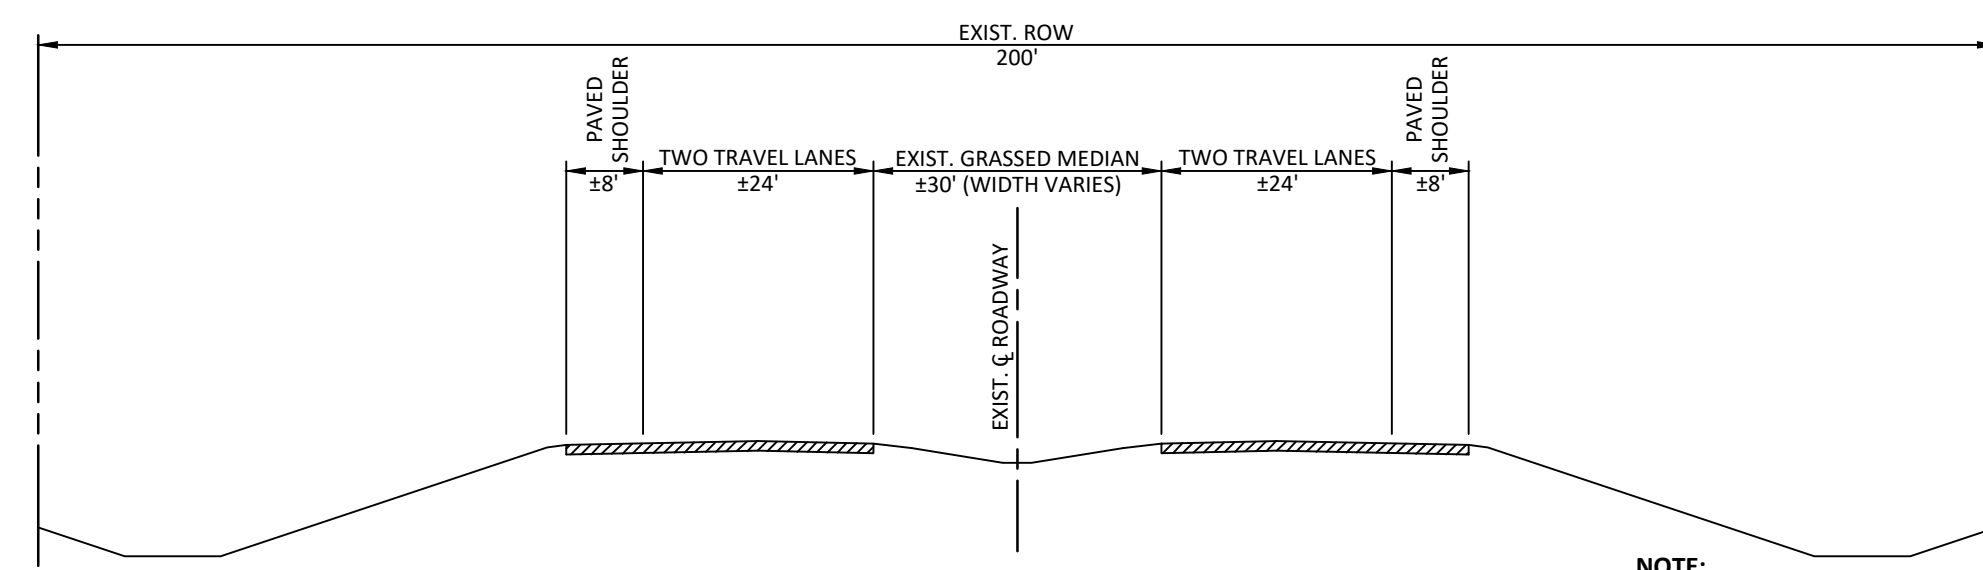 EXIST. ROW
200'
PAVED
SHOULDER
±8'
TWO TRAVEL LANES
±24'
EXIST. GRASSED MEDIAN
±30' (WIDTH VARIES)
TWO TRAVEL LANES
±24'
PAVED
SHOULDER
±8'
EXIST. ℄ ROADWAY
NOTE: